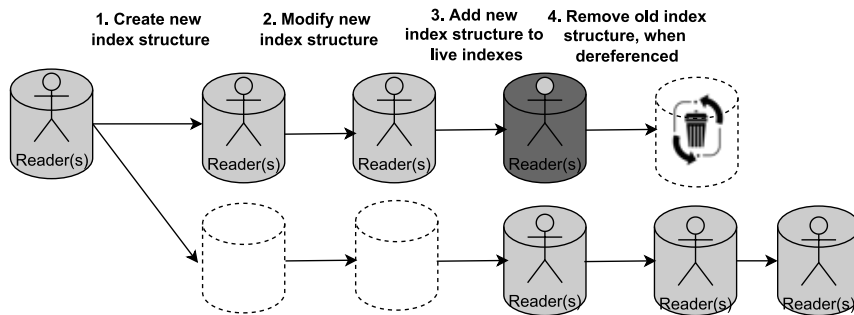 1. Create new
index structure
2. Modify new
index structure
3. Add new
index structure to
live indexes
4. Remove old index
structure, when
dereferenced
Reader(s)
Reader(s)
Reader(s)
Reader(s)
Reader(s)
Reader(s)
Reader(s)